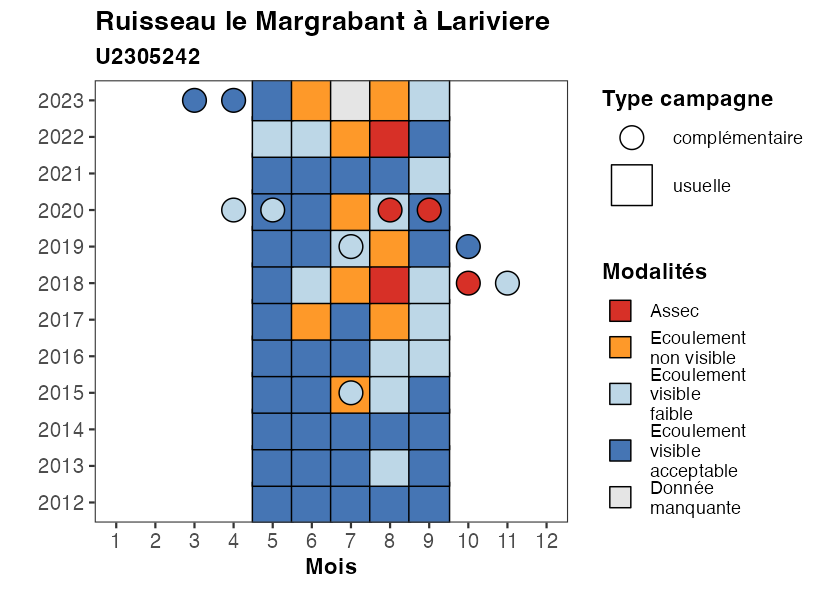 Ruisseau le Margrabant à Lariviere
U2305242
2023
2022
2021
2020
2019
2018
2017
2016
2015
2014
2013
2012
1 2 3 4 5 6 7 8 9 10 11 12
Mois
Type campagne
complémentaire
usuelle
Modalités
Assec
Ecoulement
non visible
Ecoulement
visible
faible
Ecoulement
visible
acceptable
Donnée
manquante